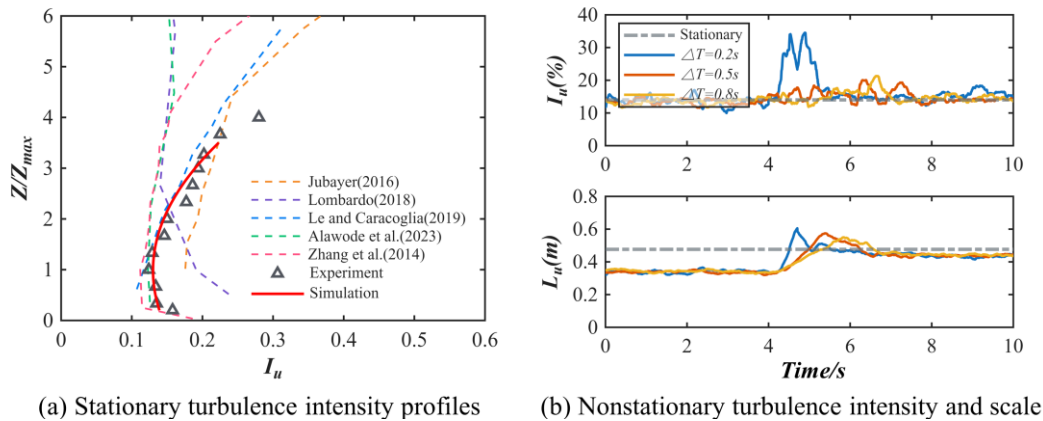 6
5
4
3
2
1
0
Z/Z_max
Jubayer(2016)
Lombardo(2018)
Le and Caracoglia(2019)
Alawode et al.(2023)
Zhang et al.(2014)
Experiment
Simulation
0 0.1 0.2 0.3 0.4 0.5 0.6
I_u
(a) Stationary turbulence intensity profiles
40
30
20
10
0
I_u(%)
Stationary
△T=0.2s
△T=0.5s
△T=0.8s
0 2 4 6 8 10
0.8
0.6
0.4
0.2
0
L_u(m)
0 2 4 6 8 10
Time/s
(b) Nonstationary turbulence intensity and scale